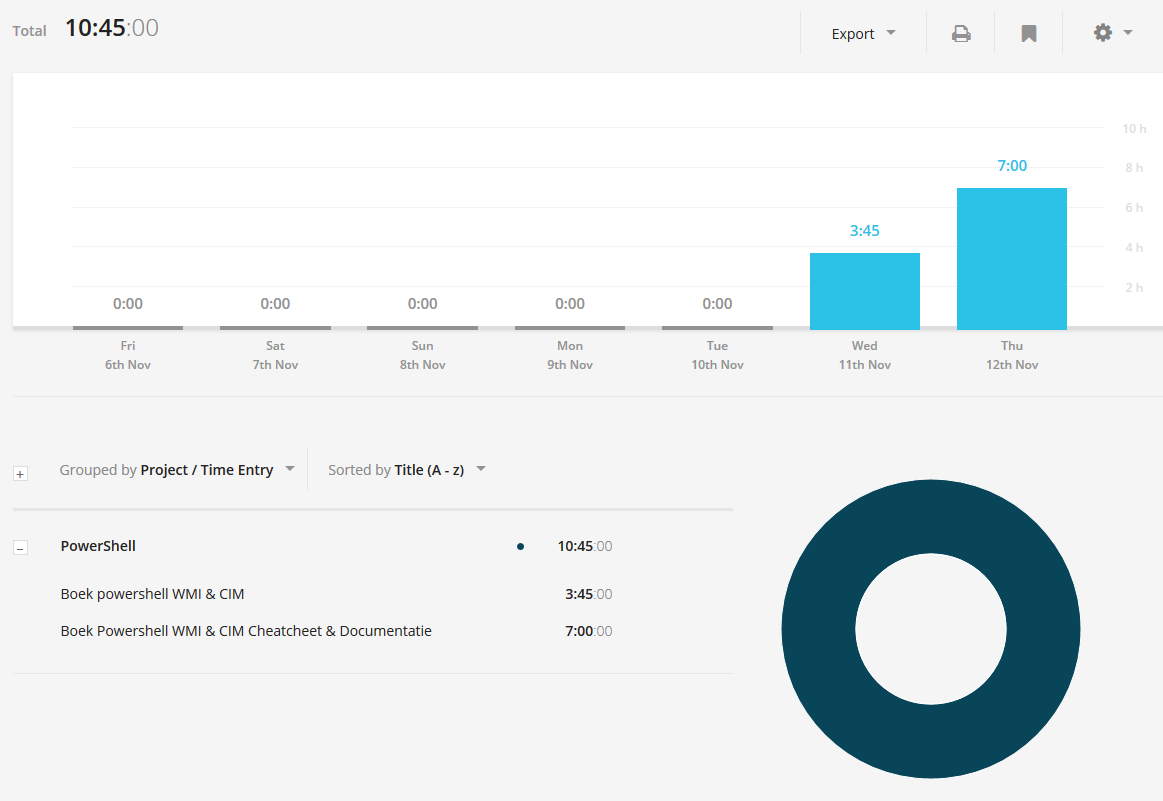 Total 10:45:00 Export
10 h
8 h
7:00
6 h
3:45
4 h
2 h
0:00 0:00 0:00 0:00 0:00
Fri Sat Sun Mon Tue Wed Thu
6th Nov 7th Nov 8th Nov 9th Nov 10th Nov 11th Nov 12th Nov
+ Grouped by Project / Time Entry Sorted by Title (A - z)
PowerShell 10:45:00
Boek powershell WMI & CIM 3:45:00
Boek Powershell WMI & CIM Cheatcheet & Documentatie 7:00:00